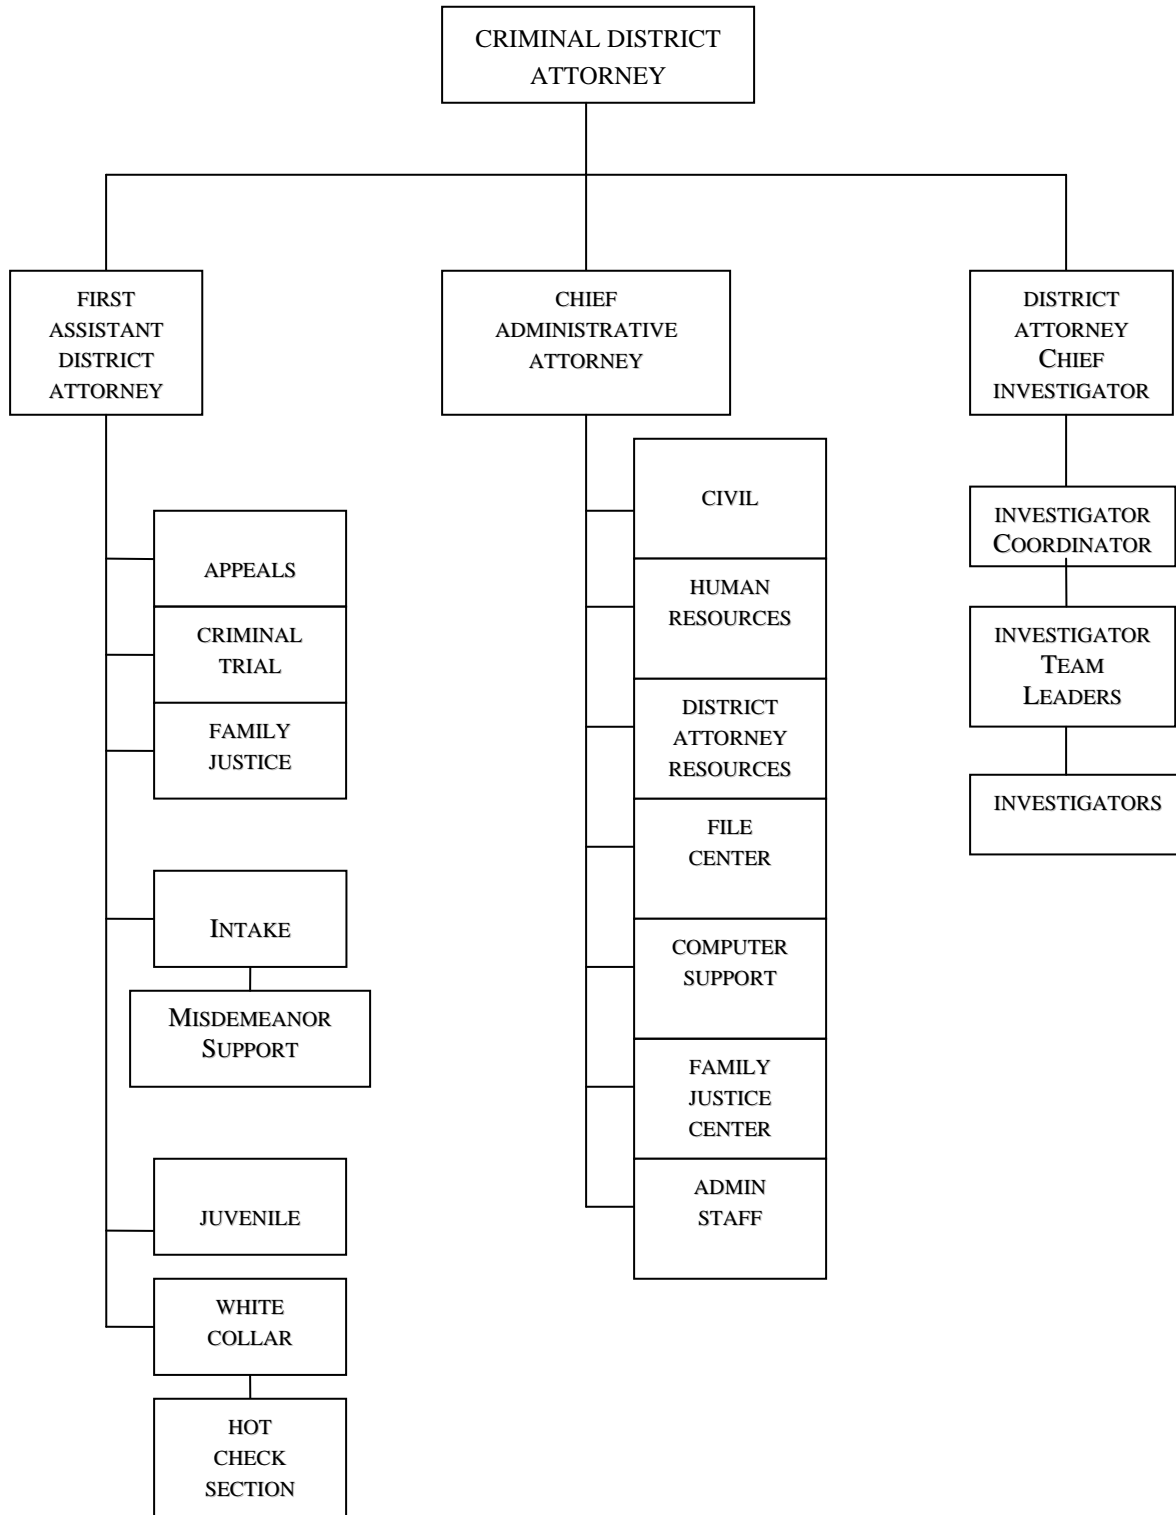 CRIMINAL DISTRICT
ATTORNEY
FIRST
ASSISTANT
DISTRICT
ATTORNEY
APPEALS
CRIMINAL
TRIAL
FAMILY
JUSTICE
INTAKE
MISDEMEANOR
SUPPORT
JUVENILE
WHITE
COLLAR
HOT
CHECK
SECTION
CHIEF
ADMINISTRATIVE
ATTORNEY
CIVIL
HUMAN
RESOURCES
DISTRICT
ATTORNEY
RESOURCES
FILE
CENTER
COMPUTER
SUPPORT
FAMILY
JUSTICE
CENTER
ADMIN
STAFF
DISTRICT
ATTORNEY
CHIEF
INVESTIGATOR
INVESTIGATOR
COORDINATOR
INVESTIGATOR
TEAM
LEADERS
INVESTIGATORS